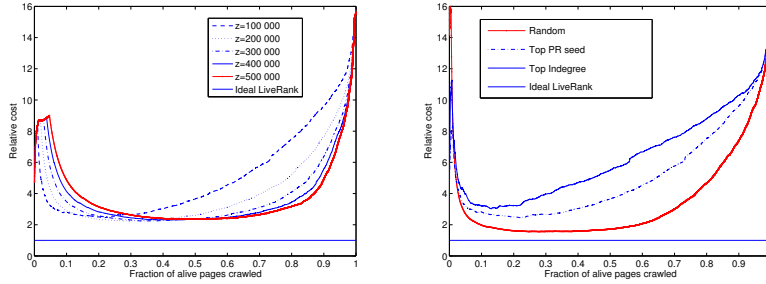 16
14
12
10
8
6
4
2
0
Relative cost
z=100 000
z=200 000
z=300 000
z=400 000
z=500 000
Ideal LiveRank
0 0.1 0.2 0.3 0.4 0.5 0.6 0.7 0.8 0.9 1
Fraction of alive pages crawled
16
14
12
10
8
6
4
2
0
Relative cost
Random
Top PR seed
Top Indegree
Ideal LiveRank
0 0.1 0.2 0.3 0.4 0.5 0.6 0.7 0.8 0.9
Fraction of alive pages crawled